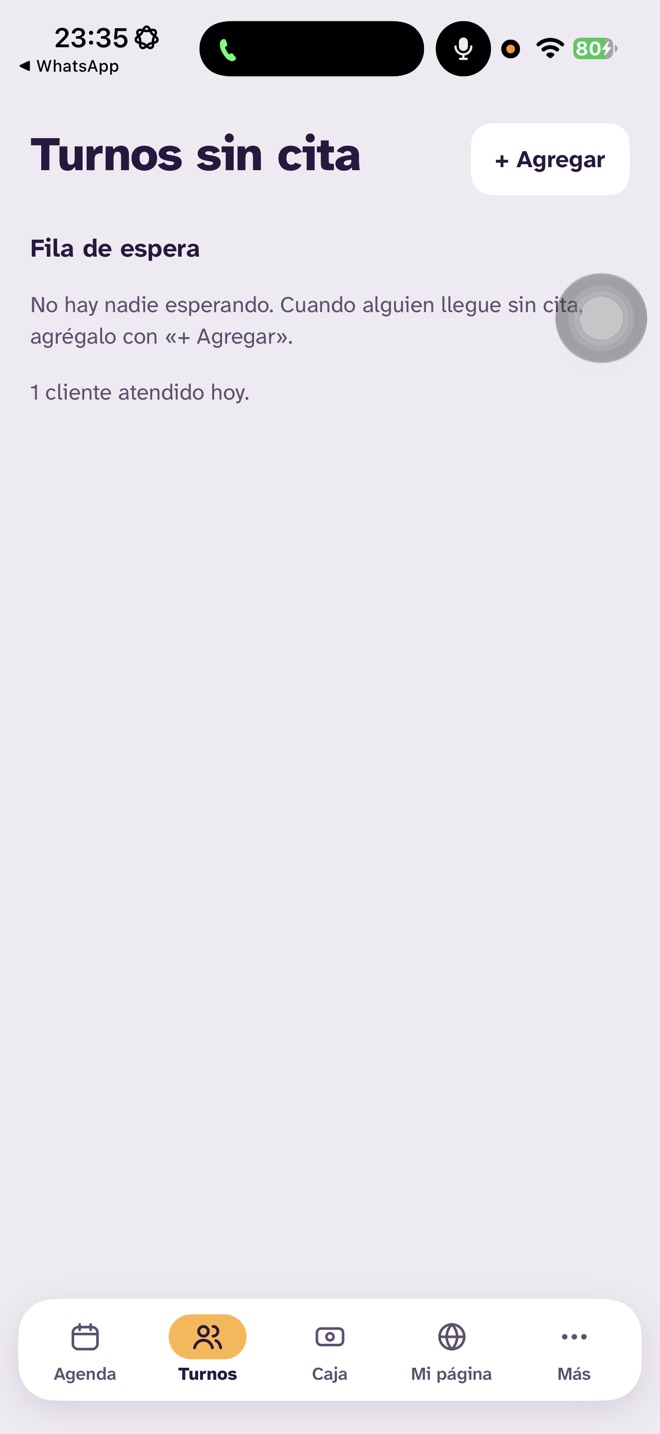 23:35
◀ WhatsApp
80
Turnos sin cita
+ Agregar
Fila de espera
No hay nadie esperando. Cuando alguien llegue sin cita,
agrégalo con «+ Agregar».
1 cliente atendido hoy.
Agenda
Turnos
Caja
Mi página
Más